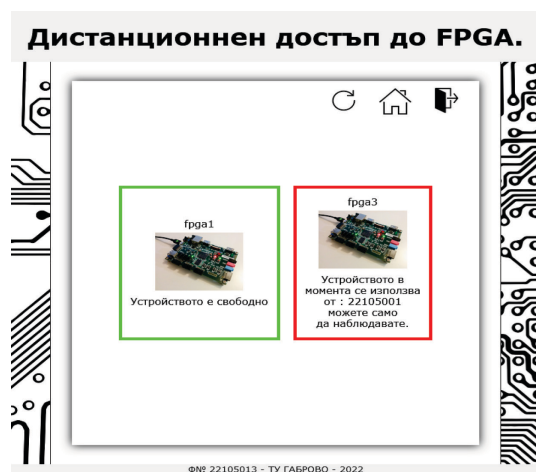 Дистанционнен достъп до FPGA.
fpga1
Устройството е свободно
fpga3
Устройството в
момента се използва
от : 22105001
можете само
да наблюдавате.
ФN° 22105013 - ТУ ГАБРОВО - 2022